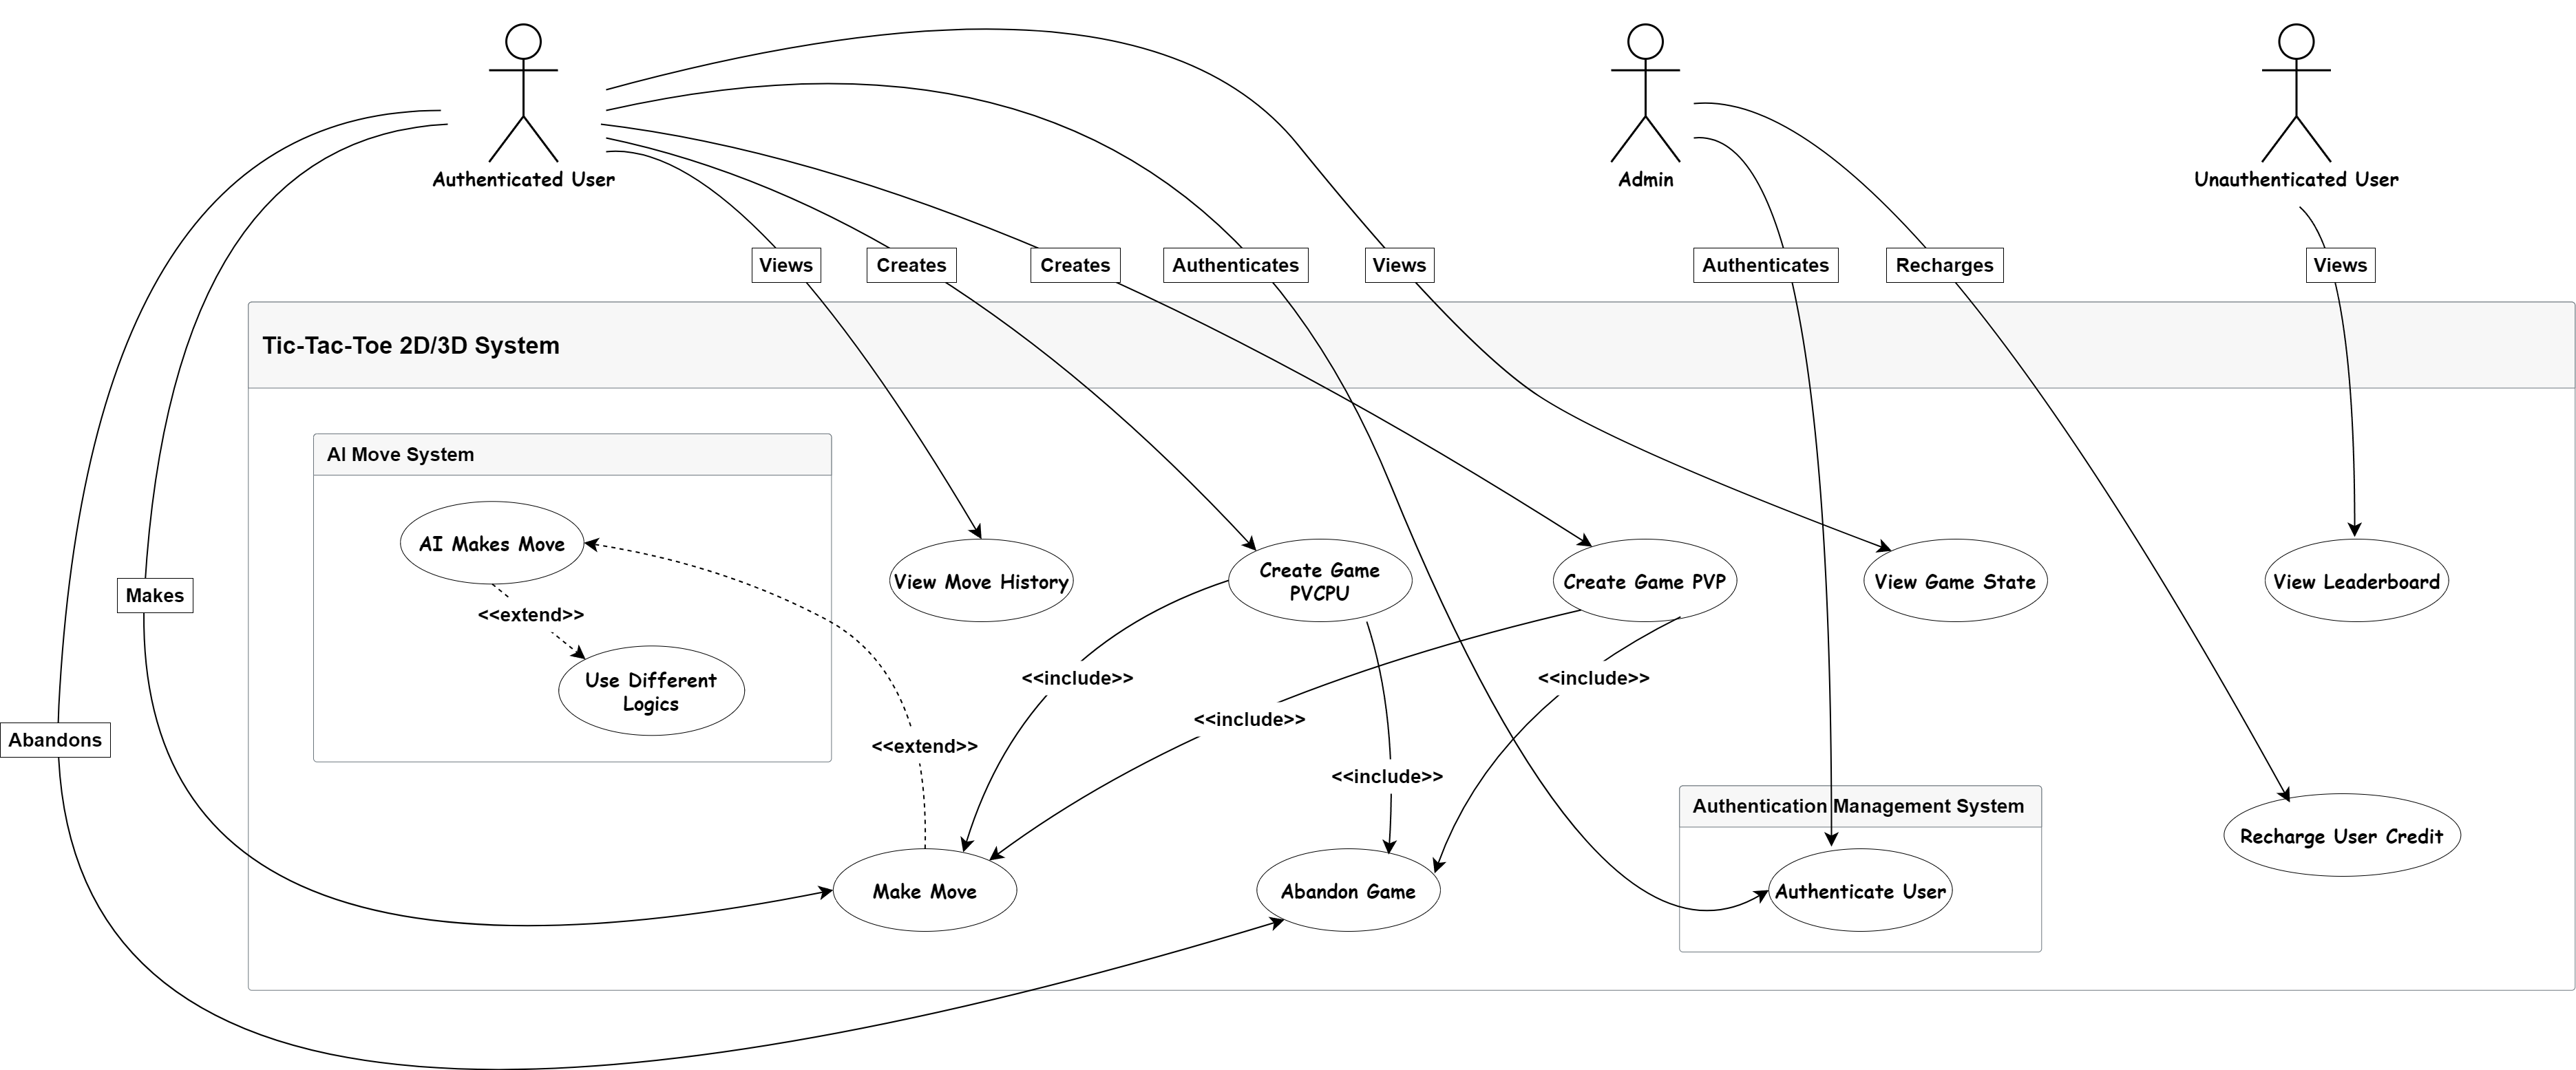 Authenticated User
Admin
Unauthenticated User
Views
Creates
Creates
Authenticates
Views
Authenticates
Recharges
Views
Tic-Tac-Toe 2D/3D System
AI Move System
AI Makes Move
<<extend>>
Use Different
Logics
Makes
Abandons
View Move History
Create Game
PVCPU
Create Game PVP
View Game State
View Leaderboard
<<include>>
<<include>>
<<include>>
<<extend>>
<<include>>
Authentication Management System
Recharge User Credit
Make Move
Abandon Game
Authenticate User